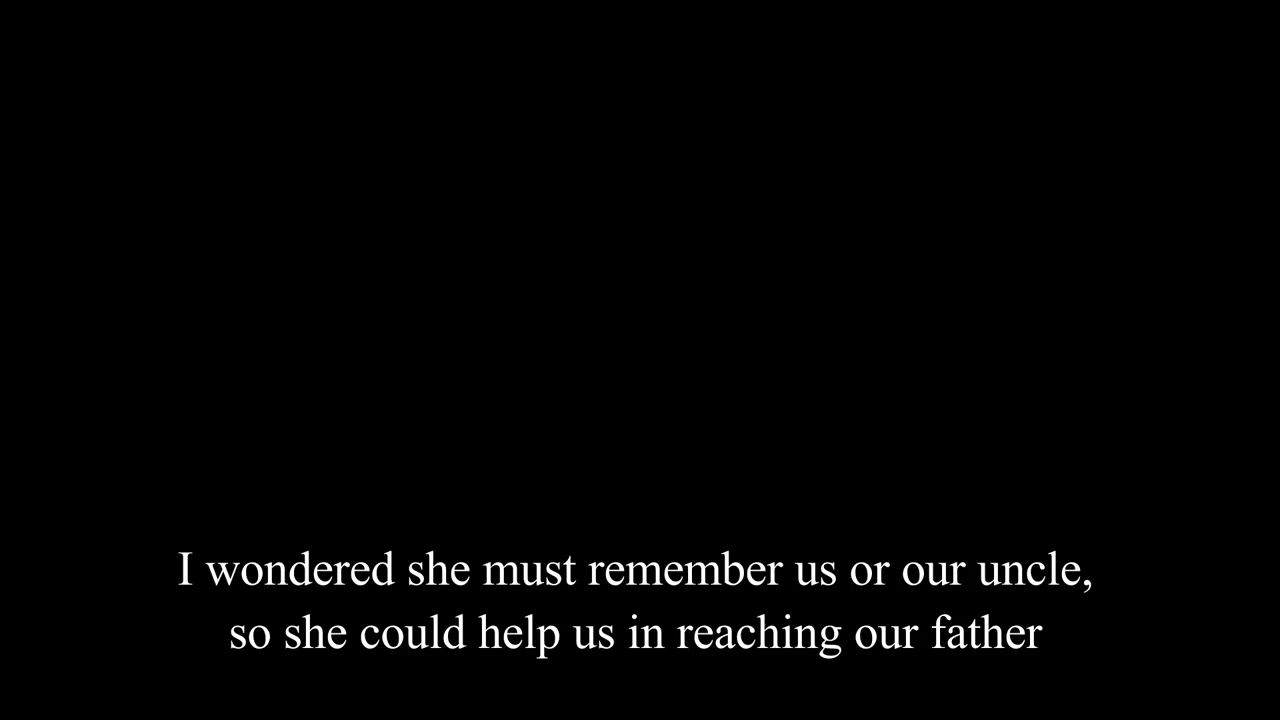 I wondered she must remember us or our uncle,
so she could help us in reaching our father